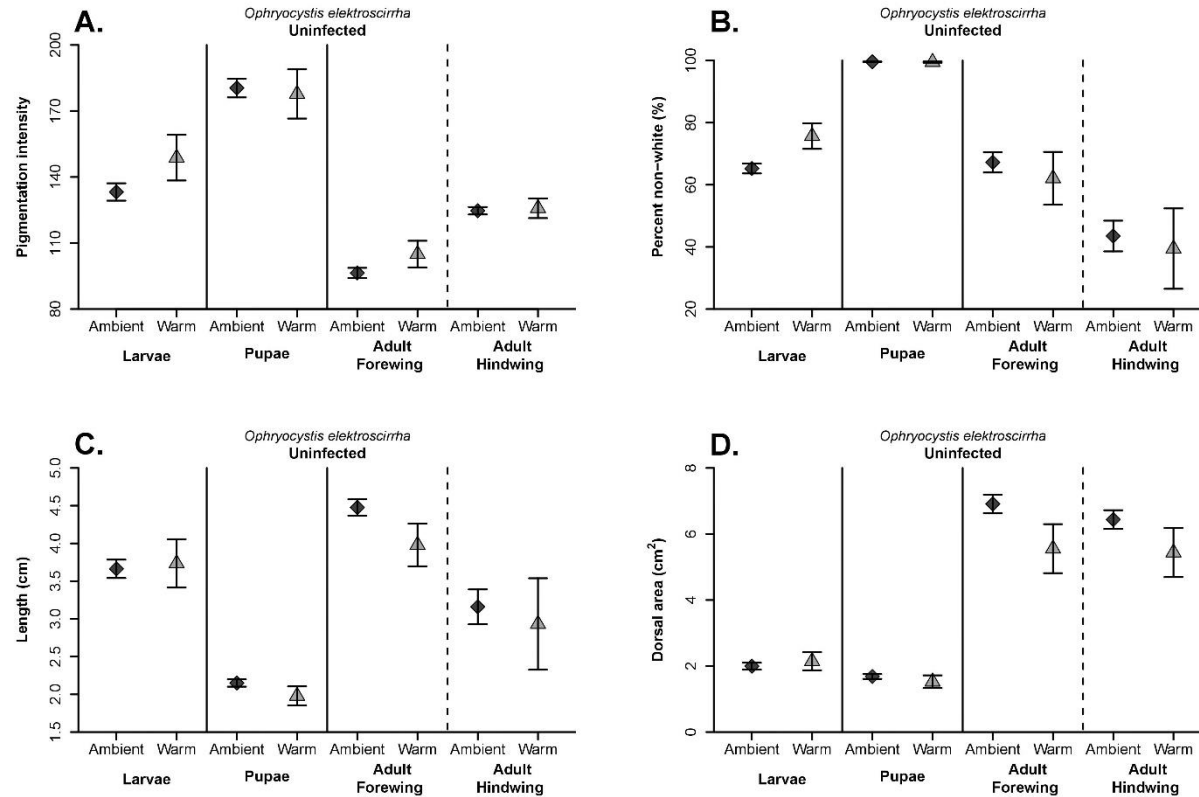 A.
Ophryocystis elektroscirrha
Uninfected
Pigmentation intensity
200
170
140
110
80
Ambient Warm Ambient Warm Ambient Warm Ambient Warm
Larvae Pupae Adult Forewing Adult Hindwing
B.
Ophryocystis elektroscirrha
Uninfected
Percent non-white (%)
100
80
60
40
20
Ambient Warm Ambient Warm Ambient Warm Ambient Warm
Larvae Pupae Adult Forewing Adult Hindwing
C.
Ophryocystis elektroscirrha
Uninfected
Length (cm)
5.0
4.5
4.0
3.5
3.0
2.5
2.0
1.5
Ambient Warm Ambient Warm Ambient Warm Ambient Warm
Larvae Pupae Adult Forewing Adult Hindwing
D.
Ophryocystis elektroscirrha
Uninfected
Dorsal area (cm²)
8
6
4
2
0
Ambient Warm Ambient Warm Ambient Warm Ambient Warm
Larvae Pupae Adult Forewing Adult Hindwing